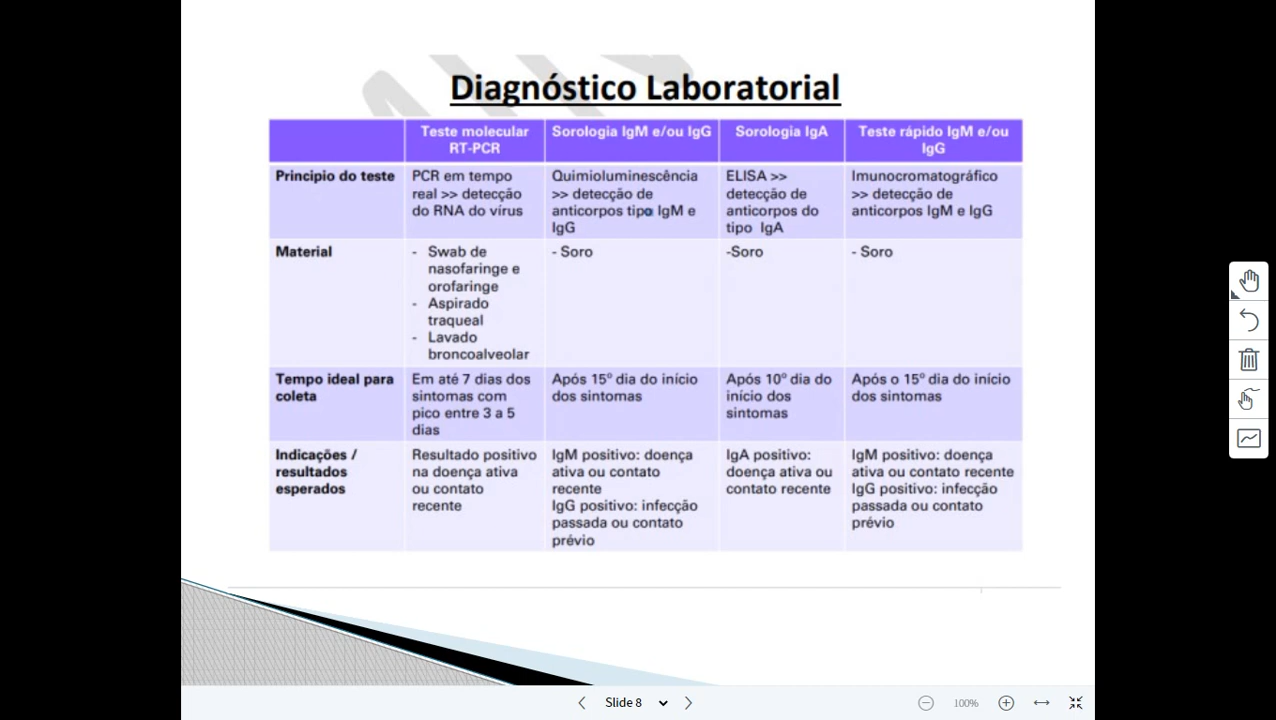 Diagnóstico Laboratorial
Teste molecular
RT-PCR
Sorologia IgM e/ou IgG
Sorologia IgA
Teste rápido IgM e/ou
IgG
Principio do teste
PCR em tempo
real >> detecção
do RNA do vírus
Quimioluminescência
>> detecção de
anticorpos tipo IgM e
IgG
ELISA >>
detecção de
anticorpos do
tipo IgA
Imunocromatográfico
>> detecção de
anticorpos IgM e IgG
Material
- Swab de
nasofaringe e
orofaringe
- Aspirado
traqueal
- Lavado
broncoalveolar
- Soro
-Soro
- Soro
Tempo ideal para
coleta
Em até 7 dias dos
sintomas com
pico entre 3 a 5
dias
Após 15º dia do início
dos sintomas
Após 10º dia do
início dos
sintomas
Após o 15º dia do início
dos sintomas
Indicações /
resultados
esperados
Resultado positivo
na doença ativa
ou contato
recente
IgM positivo: doença
ativa ou contato
recente
IgG positivo: infecção
passada ou contato
prévio
IgA positivo:
doença ativa ou
contato recente
IgM positivo: doença
ativa ou contato recente
IgG positivo: infecção
passada ou contato
prévio
Slide 8
100%